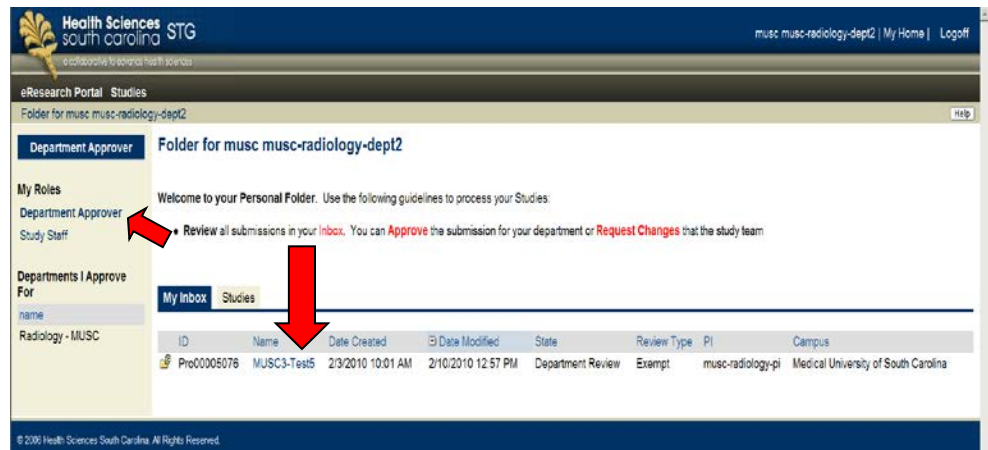 Health Sciences
south carolina
STG
musc musc-radiology-dept2 | My Home | Logoff
a collaborative to advance health sciences
eResearch Portal Studies
Folder for musc musc-radiology-dept2
Help
Department Approver
Folder for musc musc-radiology-dept2
My Roles
Welcome to your Personal Folder. Use the following guidelines to process your Studies:
Department Approver
Study Staff
• Review all submissions in your Inbox. You can Approve the submission for your department or Request Changes that the study team
Departments I Approve
For
My Inbox Studies
name
Radiology - MUSC
ID Name Date Created Date Modified State Review Type PI Campus
Pro00005076 MUSC3-Test5 2/3/2010 10:01 AM 2/10/2010 12:57 PM Department Review Exempt musc-radiology-pi Medical University of South Carolina
© 2006 Health Sciences South Carolina. All Rights Reserved.